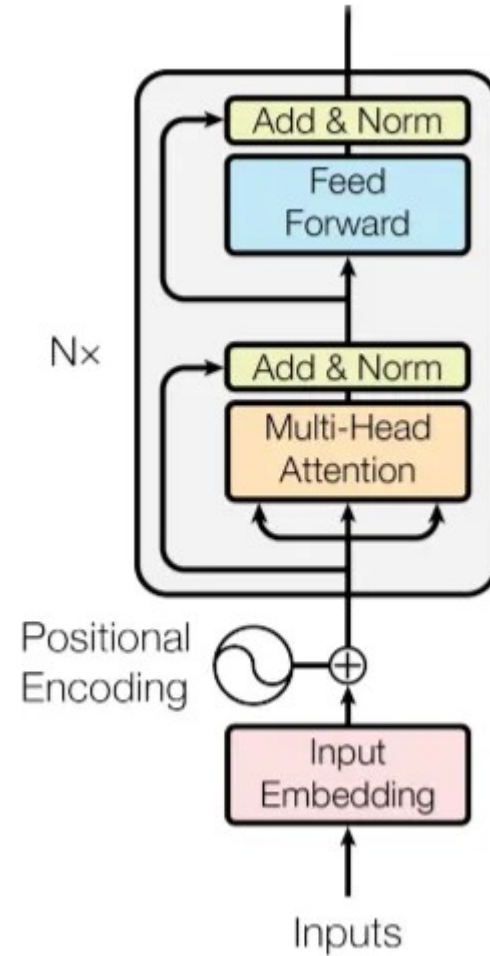 Add & Norm
Feed
Forward
Nx
Add & Norm
Multi-Head
Attention
Positional
Encoding
Input
Embedding
Inputs